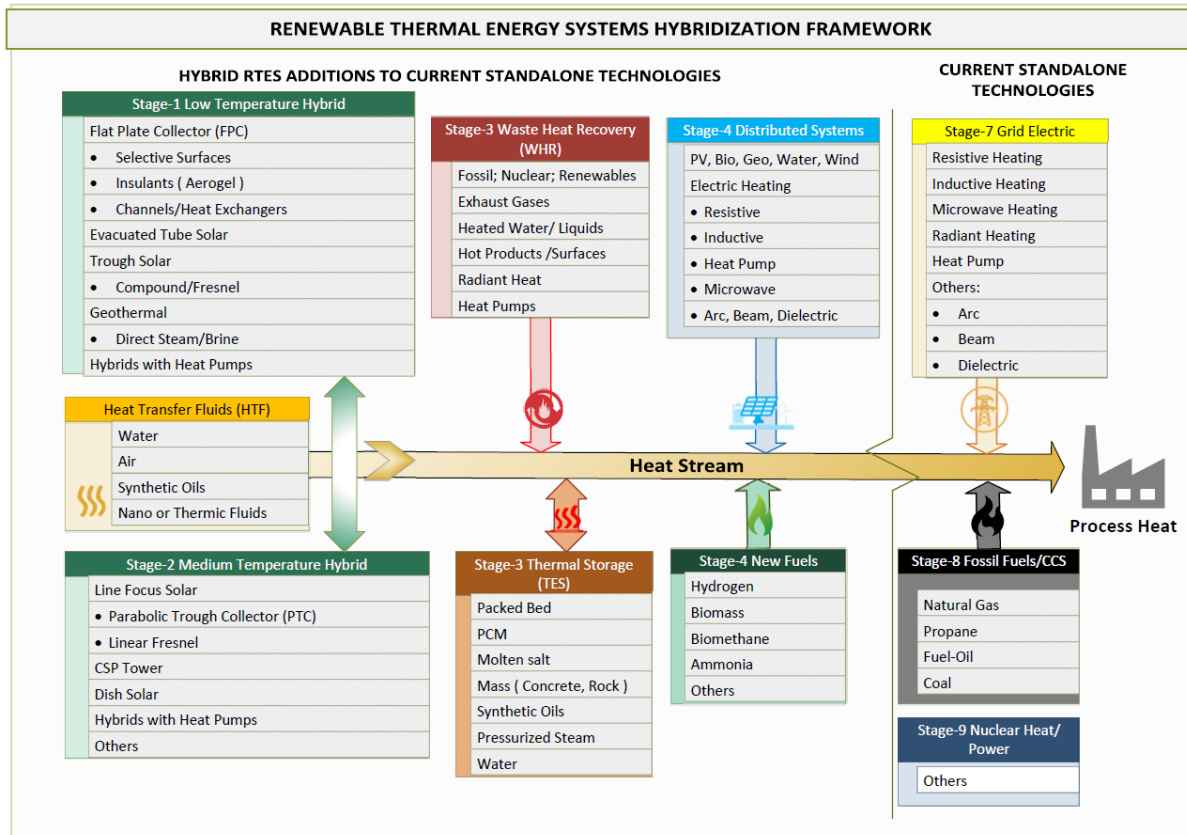 RENEWABLE THERMAL ENERGY SYSTEMS HYBRIDIZATION FRAMEWORK
HYBRID RTES ADDITIONS TO CURRENT STANDALONE TECHNOLOGIES
CURRENT STANDALONE
TECHNOLOGIES
Stage-1 Low Temperature Hybrid
Flat Plate Collector (FPC)
• Selective Surfaces
• Insulants ( Aerogel )
• Channels/Heat Exchangers
Evacuated Tube Solar
Trough Solar
• Compound/Fresnel
Geothermal
• Direct Steam/Brine
Hybrids with Heat Pumps
Stage-3 Waste Heat Recovery
(WHR)
Fossil; Nuclear; Renewables
Exhaust Gases
Heated Water/ Liquids
Hot Products /Surfaces
Radiant Heat
Heat Pumps
Stage-4 Distributed Systems
PV, Bio, Geo, Water, Wind
Electric Heating
• Resistive
• Inductive
• Heat Pump
• Microwave
• Arc, Beam, Dielectric
Stage-7 Grid Electric
Resistive Heating
Inductive Heating
Microwave Heating
Radiant Heating
Heat Pump
Others:
• Arc
• Beam
• Dielectric
Heat Transfer Fluids (HTF)
Water
Air
Synthetic Oils
Nano or Thermic Fluids
Heat Stream
Process Heat
Stage-2 Medium Temperature Hybrid
Line Focus Solar
• Parabolic Trough Collector (PTC)
• Linear Fresnel
CSP Tower
Dish Solar
Hybrids with Heat Pumps
Others
Stage-3 Thermal Storage
(TES)
Packed Bed
PCM
Molten salt
Mass ( Concrete, Rock )
Synthetic Oils
Pressurized Steam
Water
Stage-4 New Fuels
Hydrogen
Biomass
Biomethane
Ammonia
Others
Stage-8 Fossil Fuels/CCS
Natural Gas
Propane
Fuel-Oil
Coal
Stage-9 Nuclear Heat/
Power
Others